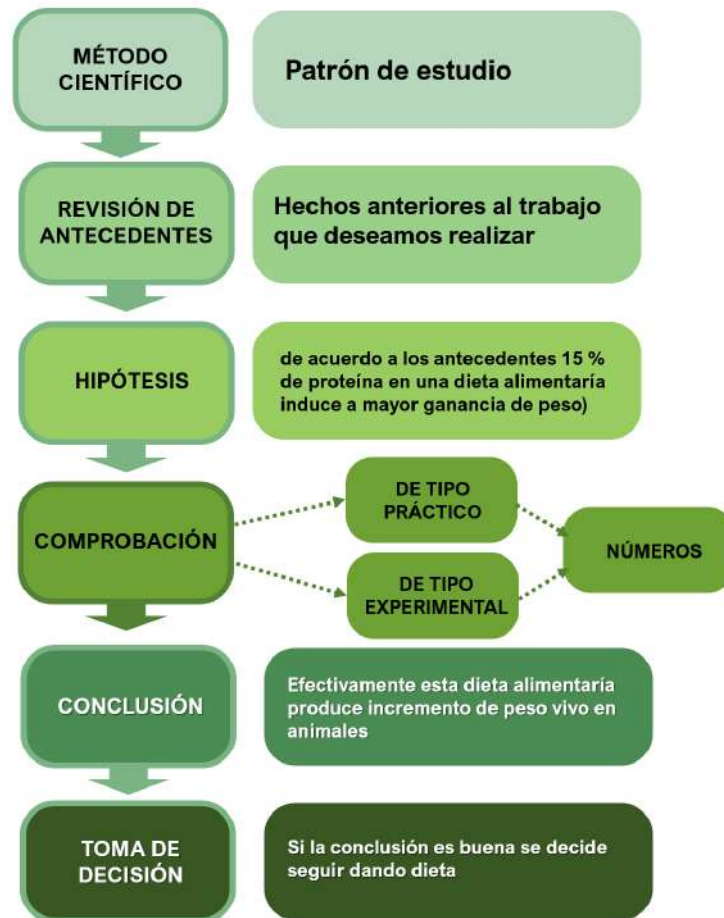 MÉTODO
CIENTÍFICO
Patrón de estudio
REVISIÓN DE
ANTECEDENTES
Hechos anteriores al trabajo
que deseamos realizar
HIPÓTESIS
de acuerdo a los antecedentes 15 %
de proteína en una dieta alimentaría
induce a mayor ganancia de peso)
COMPROBACIÓN
DE TIPO
PRÁCTICO
DE TIPO
EXPERIMENTAL
NÚMEROS
CONCLUSIÓN
Efectivamente esta dieta alimentaría
produce incremento de peso vivo en
animales
TOMA DE
DECISIÓN
Si la conclusión es buena se decide
seguir dando dieta